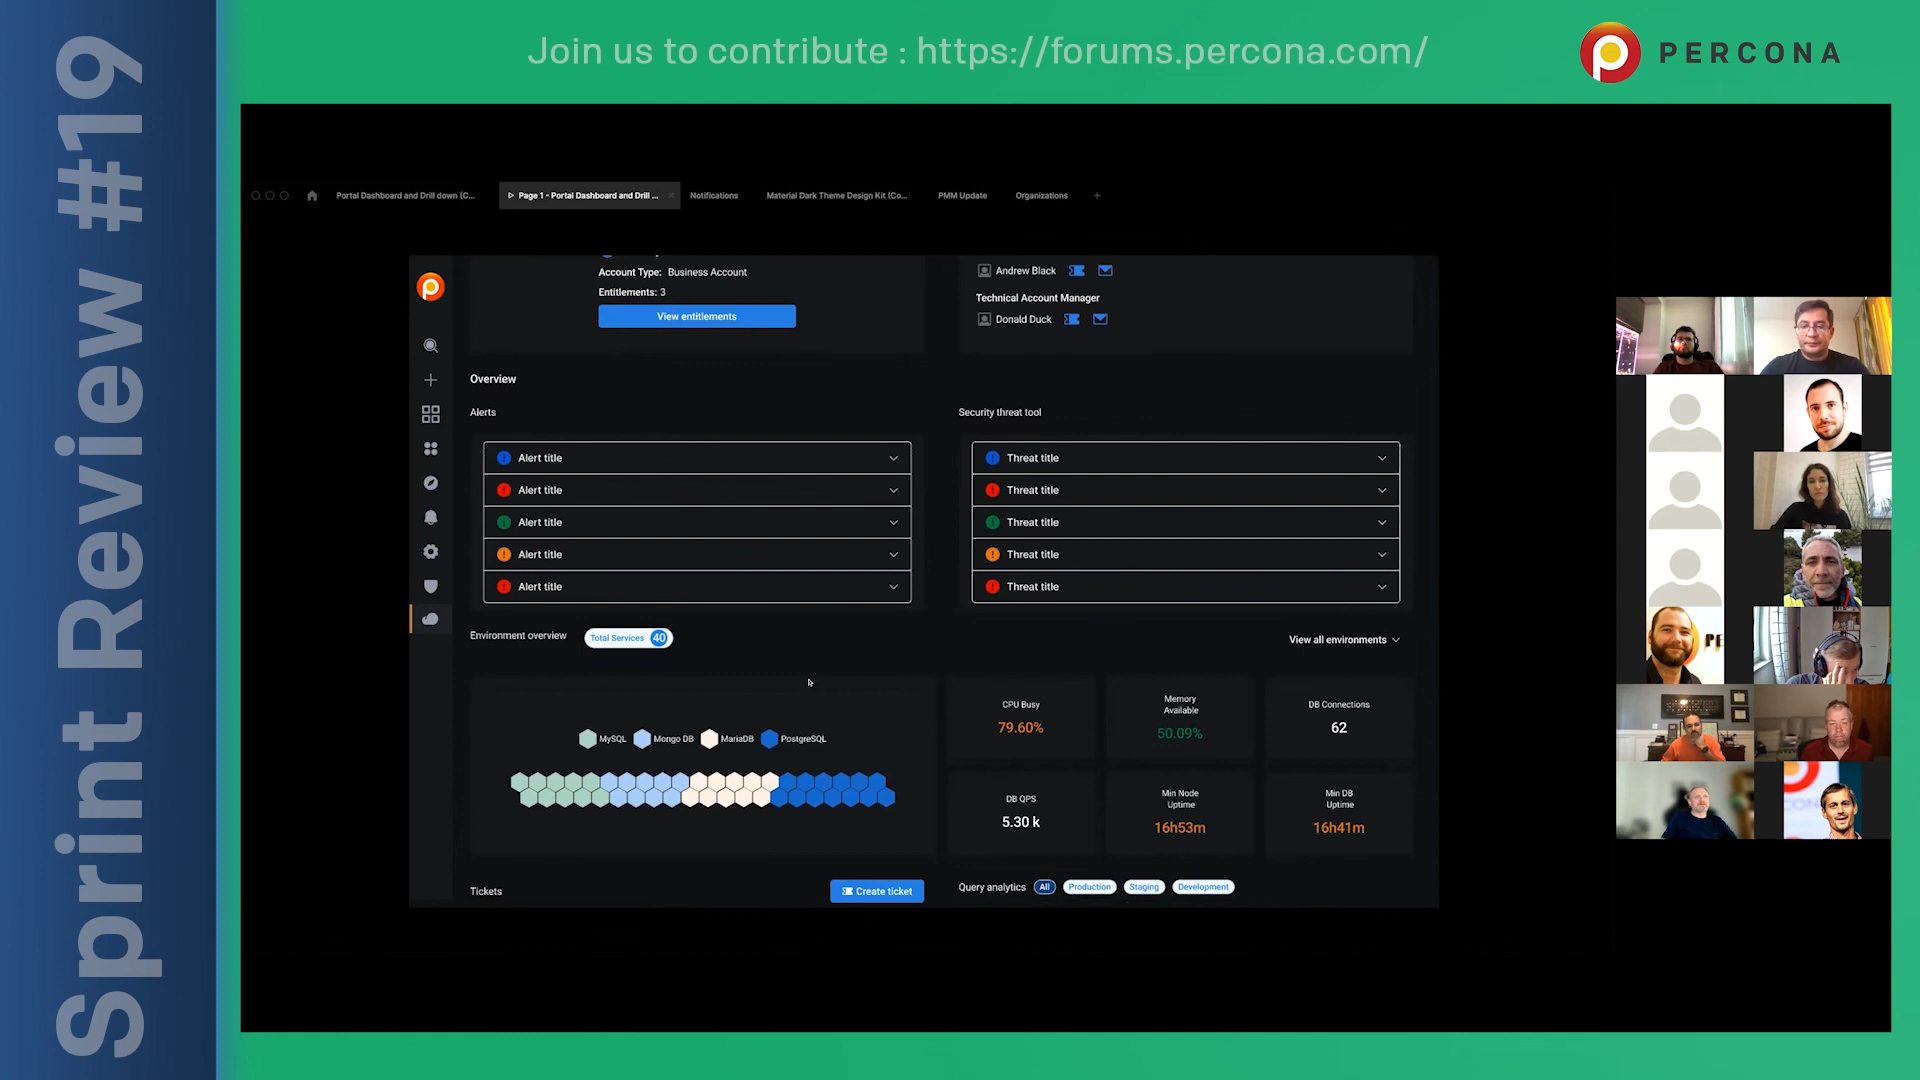 Sprint Review #19
Join us to contribute : https://forums.percona.com/
PERCONA
Portal Dashboard and Drill down (C...
Page 1 - Portal Dashboard and Drill ...
Notifications
Material Dark Theme Design Kit (Co...
PMM Update
Organizations
Account Type: Business Account
Entitlements: 3
View entitlements
Andrew Black
Technical Account Manager
Donald Duck
Overview
Alerts
Alert title
Alert title
Alert title
Alert title
Alert title
Security threat tool
Threat title
Threat title
Threat title
Threat title
Threat title
Environment overview
Total Services 40
View all environments
MySQL
Mongo DB
MariaDB
PostgreSQL
CPU Busy
79.60%
Memory
Available
50.09%
DB Connections
62
DB QPS
5.30 k
Min Node
Uptime
16h53m
Min DB
Uptime
16h41m
Tickets
Create ticket
Query analytics
All
Production
Staging
Development